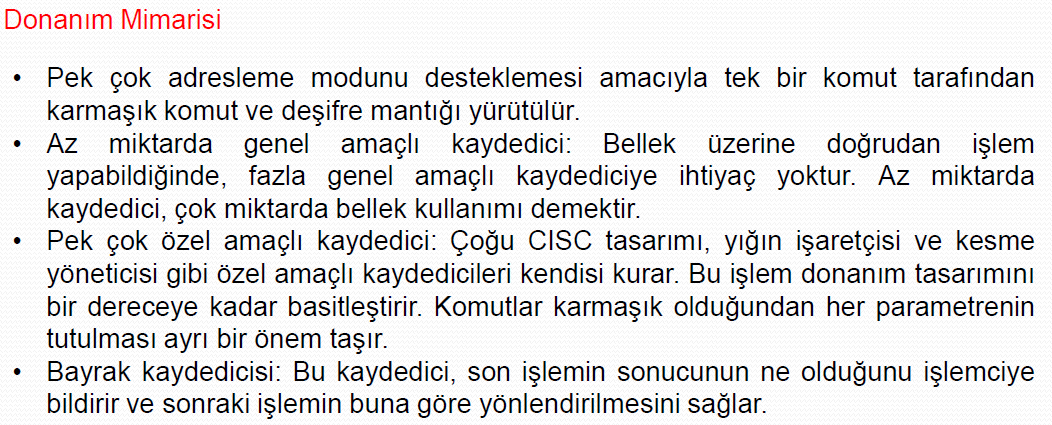 Donanım Mimarisi
• Pek çok adresleme modunu desteklemesi amacıyla tek bir komut tarafından
karmaşık komut ve deşifre mantığı yürütülür.
• Az miktarda genel amaçlı kaydedici: Bellek üzerine doğrudan işlem
yapabildiğinde, fazla genel amaçlı kaydediciye ihtiyaç yoktur. Az miktarda
kaydedici, çok miktarda bellek kullanımı demektir.
• Pek çok özel amaçlı kaydedici: Çoğu CISC tasarımı, yığın işaretçisi ve kesme
yöneticisi gibi özel amaçlı kaydedicileri kendisi kurar. Bu işlem donanım tasarımını
bir dereceye kadar basitleştirir. Komutlar karmaşık olduğundan her parametrenin
tutulması ayrı bir önem taşır.
• Bayrak kaydedicisi: Bu kaydedici, son işlemin sonucunun ne olduğunu işlemciye
bildirir ve sonraki işlemin buna göre yönlendirilmesini sağlar.